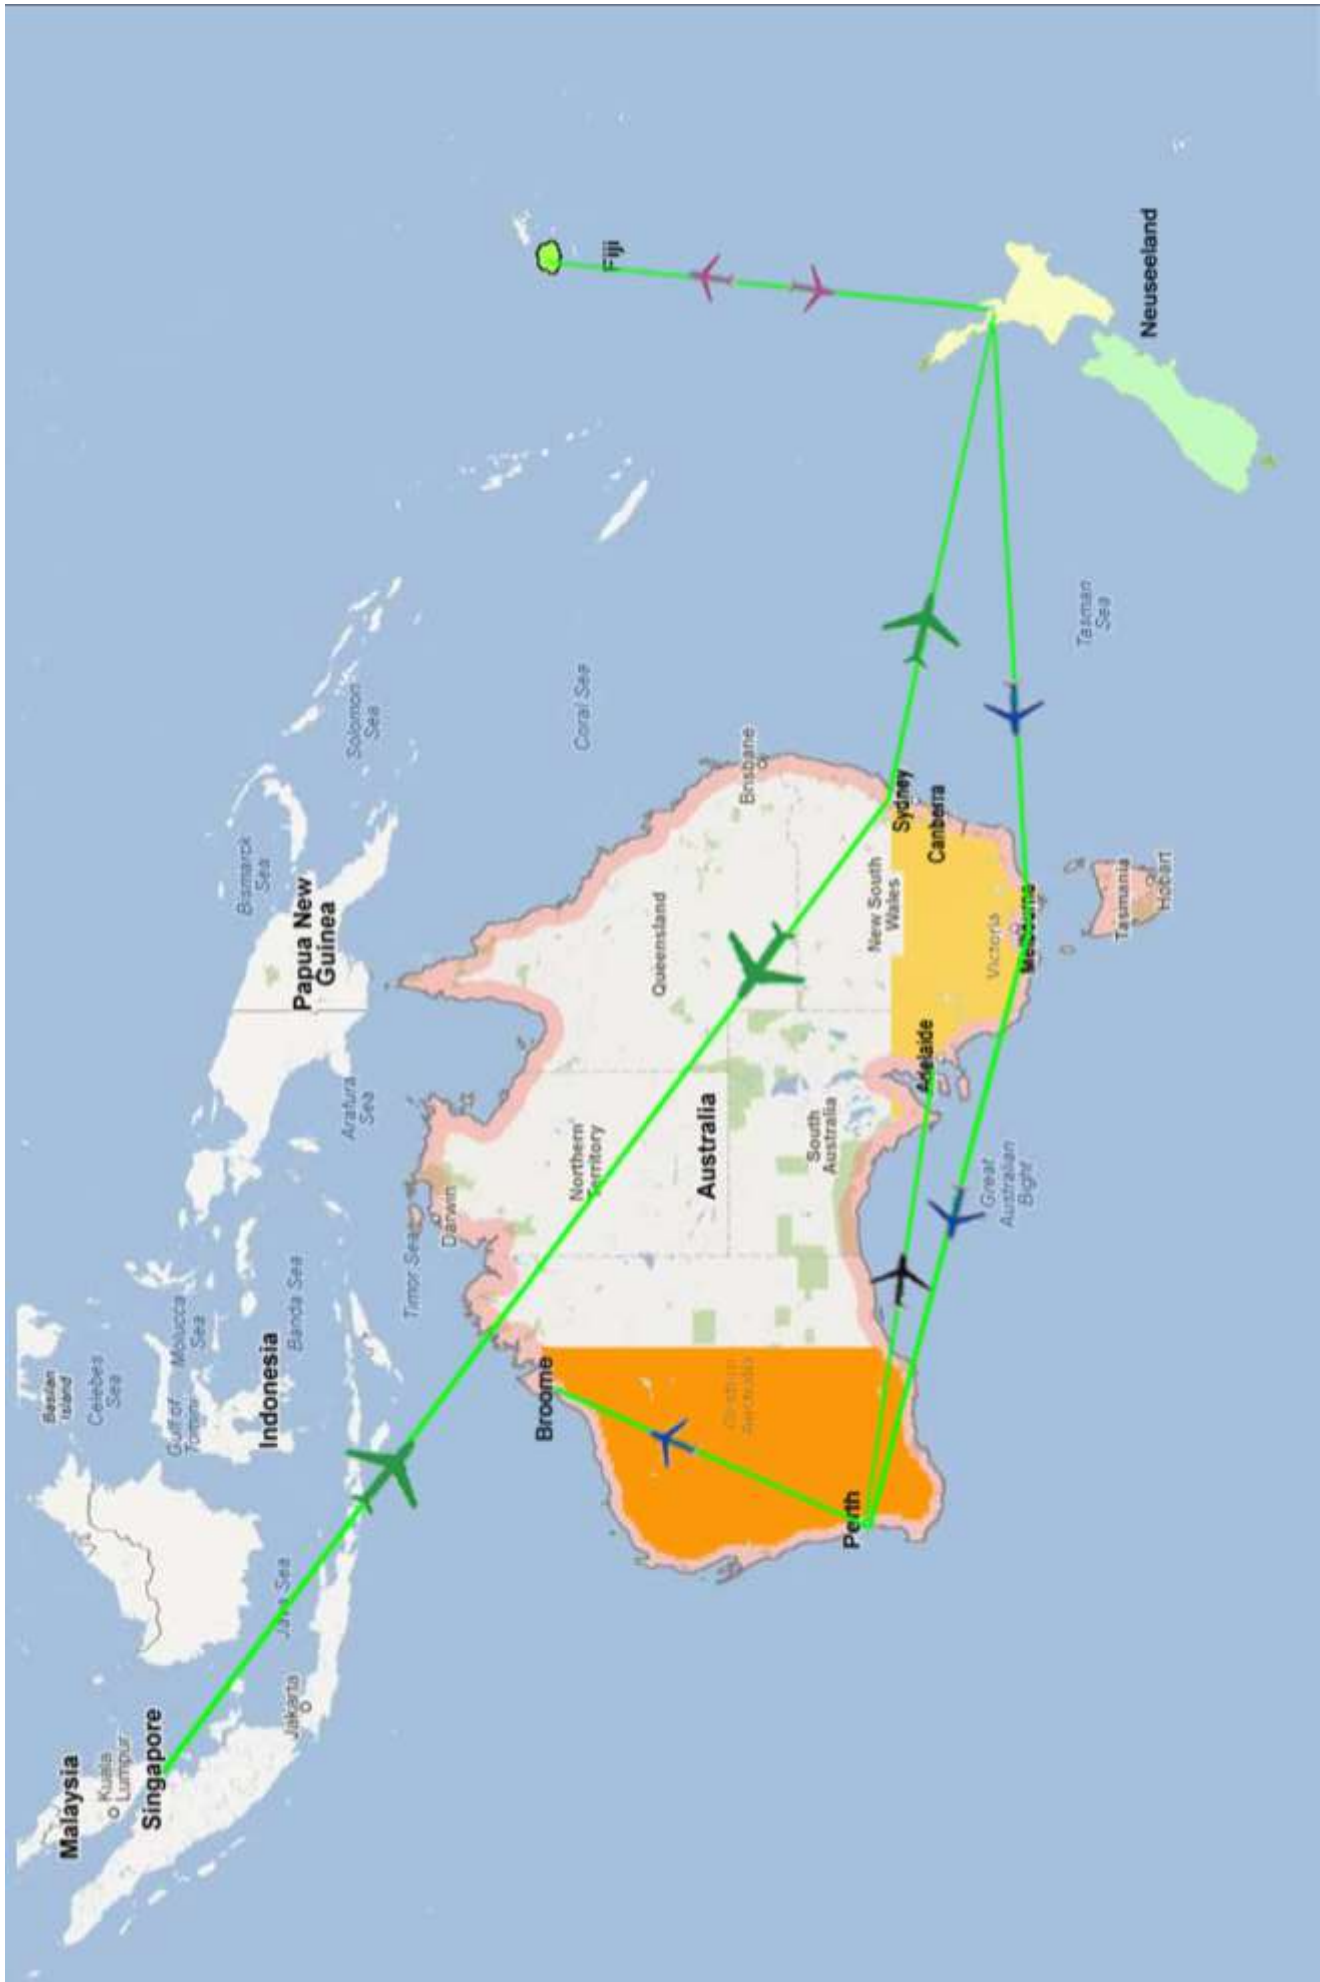 Malaysia
Kuala
Lumpur
Singapore
Jakarta
Java Sea
Basilan
Island
Celebes
Sea
Gulf of
Tomini
Molucca
Sea
Indonesia
Banda Sea
Timor Sea
Arafura
Sea
Papua New
Guinea
Bismarck
Sea
Solomon
Sea
Coral Sea
Fiji
Darwin
Broome
Northern
Territory
Queensland
Australia
Brisbane
South
Australia
New South
Wales
Perth
Adelaide
Sydney
Canberra
Victoria
Great
Australian
Bight
Tasmania
Hobart
Tasman
Sea
Neuseeland